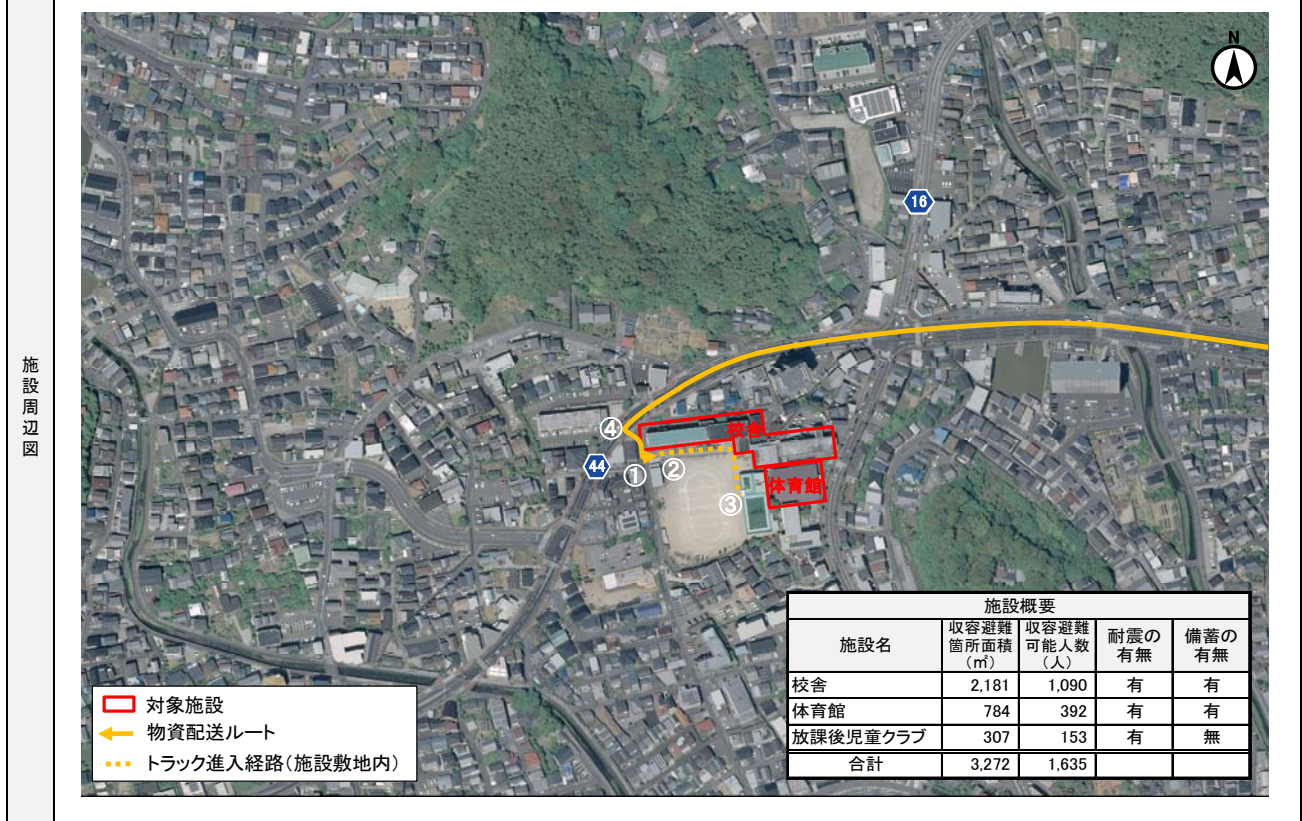 施設周辺図
N
16
④
校舎
44
①
②
体育館
③
施設概要
施設名
収容避難
箇所面積
(㎡)
収容避難
可能人数
(人)
耐震の
有無
備蓄の
有無
校舎 2,181 1,090 有 有
体育館 784 392 有 有
放課後児童クラブ 307 153 有 無
合計 3,272 1,635
対象施設
物資配送ルート
トラック進入経路(施設敷地内)